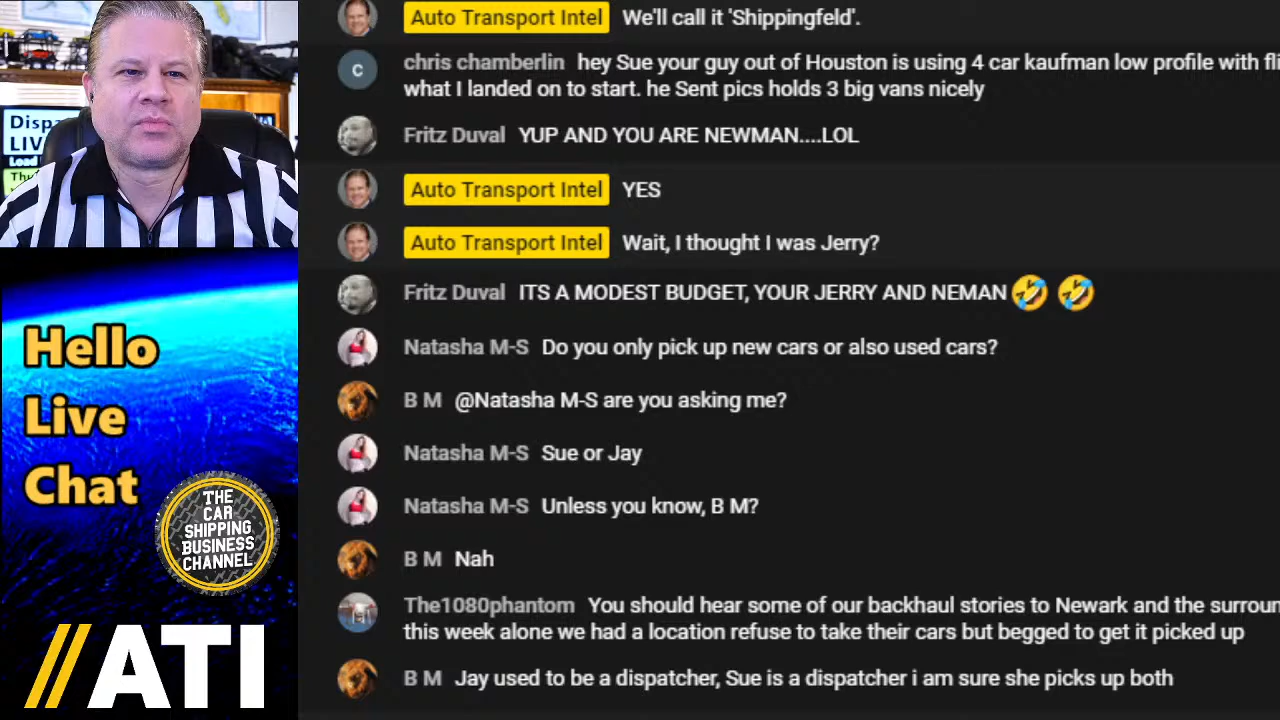 Auto Transport Intel We'll call it 'Shippingfeld'.
chris chamberlin hey Sue your guy out of Houston is using 4 car kaufman low profile with
what I landed on to start. he Sent pics holds 3 big vans nicely
Fritz Duval YUP AND YOU ARE NEWMAN....LOL
Auto Transport Intel YES
Auto Transport Intel Wait, I thought I was Jerry?
Fritz Duval ITS A MODEST BUDGET, YOUR JERRY AND NEMAN 🤣 🤣
Natasha M-S Do you only pick up new cars or also used cars?
B M @Natasha M-S are you asking me?
Natasha M-S Sue or Jay
Natasha M-S Unless you know, B M?
B M Nah
The1080phantom You should hear some of our backhaul stories to Newark and the
this week alone we had a location refuse to take their cars but begged to get it picked up
B M Jay used to be a dispatcher, Sue is a dispatcher i am sure she picks up both
C
LIV
Load
Hello
Live
Chat
THE
CAR
SHIPPING
BUSINESS
CHANNEL
//ATI